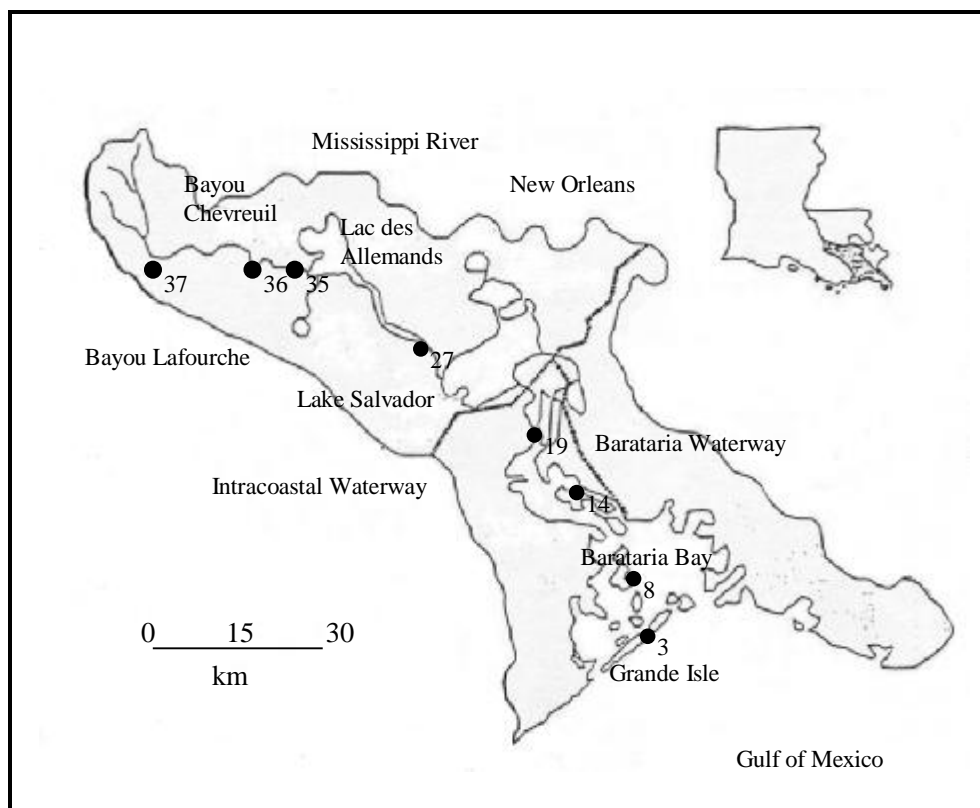 Mississippi River
New Orleans
Bayou
Chevreuil
Lac des
Allemands
37
36
35
Bayou Lafourche
27
Lake Salvador
19
Barataria Waterway
Intracoastal Waterway
14
Barataria Bay
8
0 15 30
km
3
Grande Isle
Gulf of Mexico